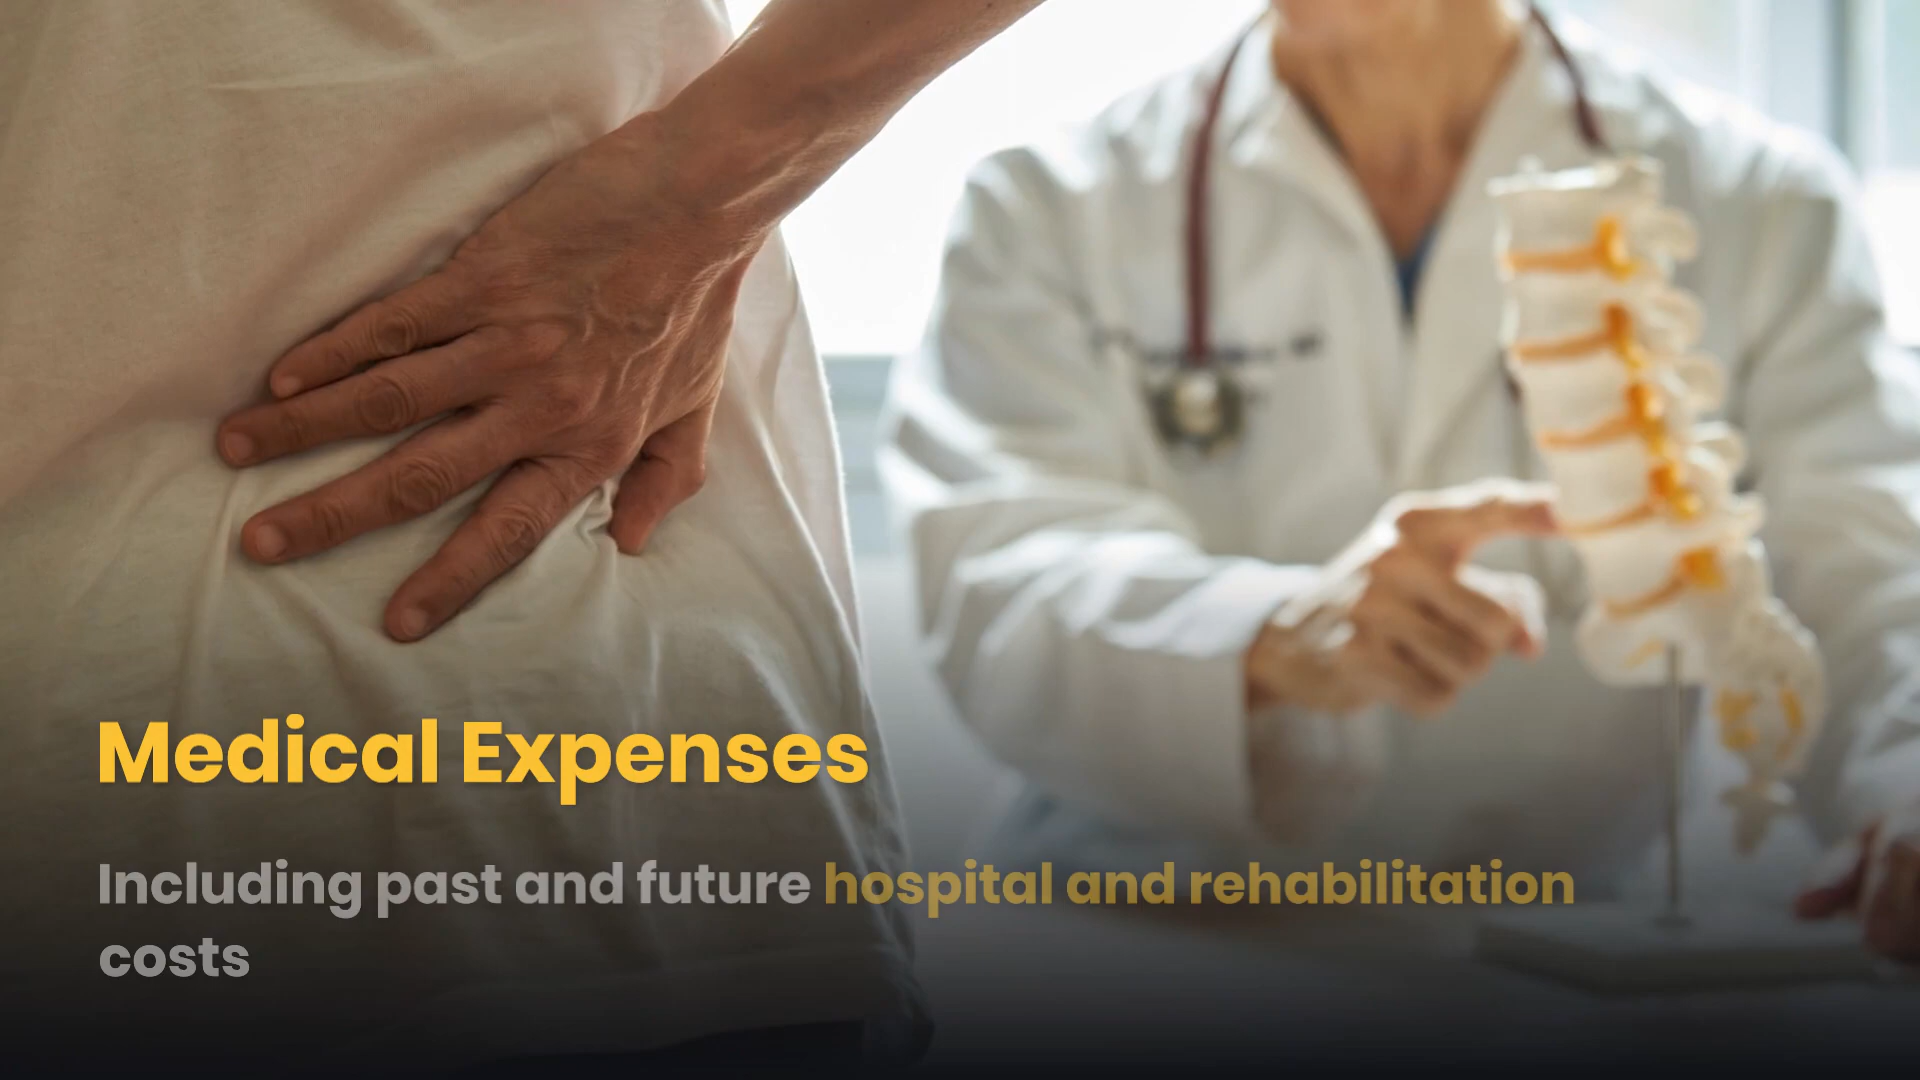 Medical Expenses
Including past and future hospital and rehabilitation
costs